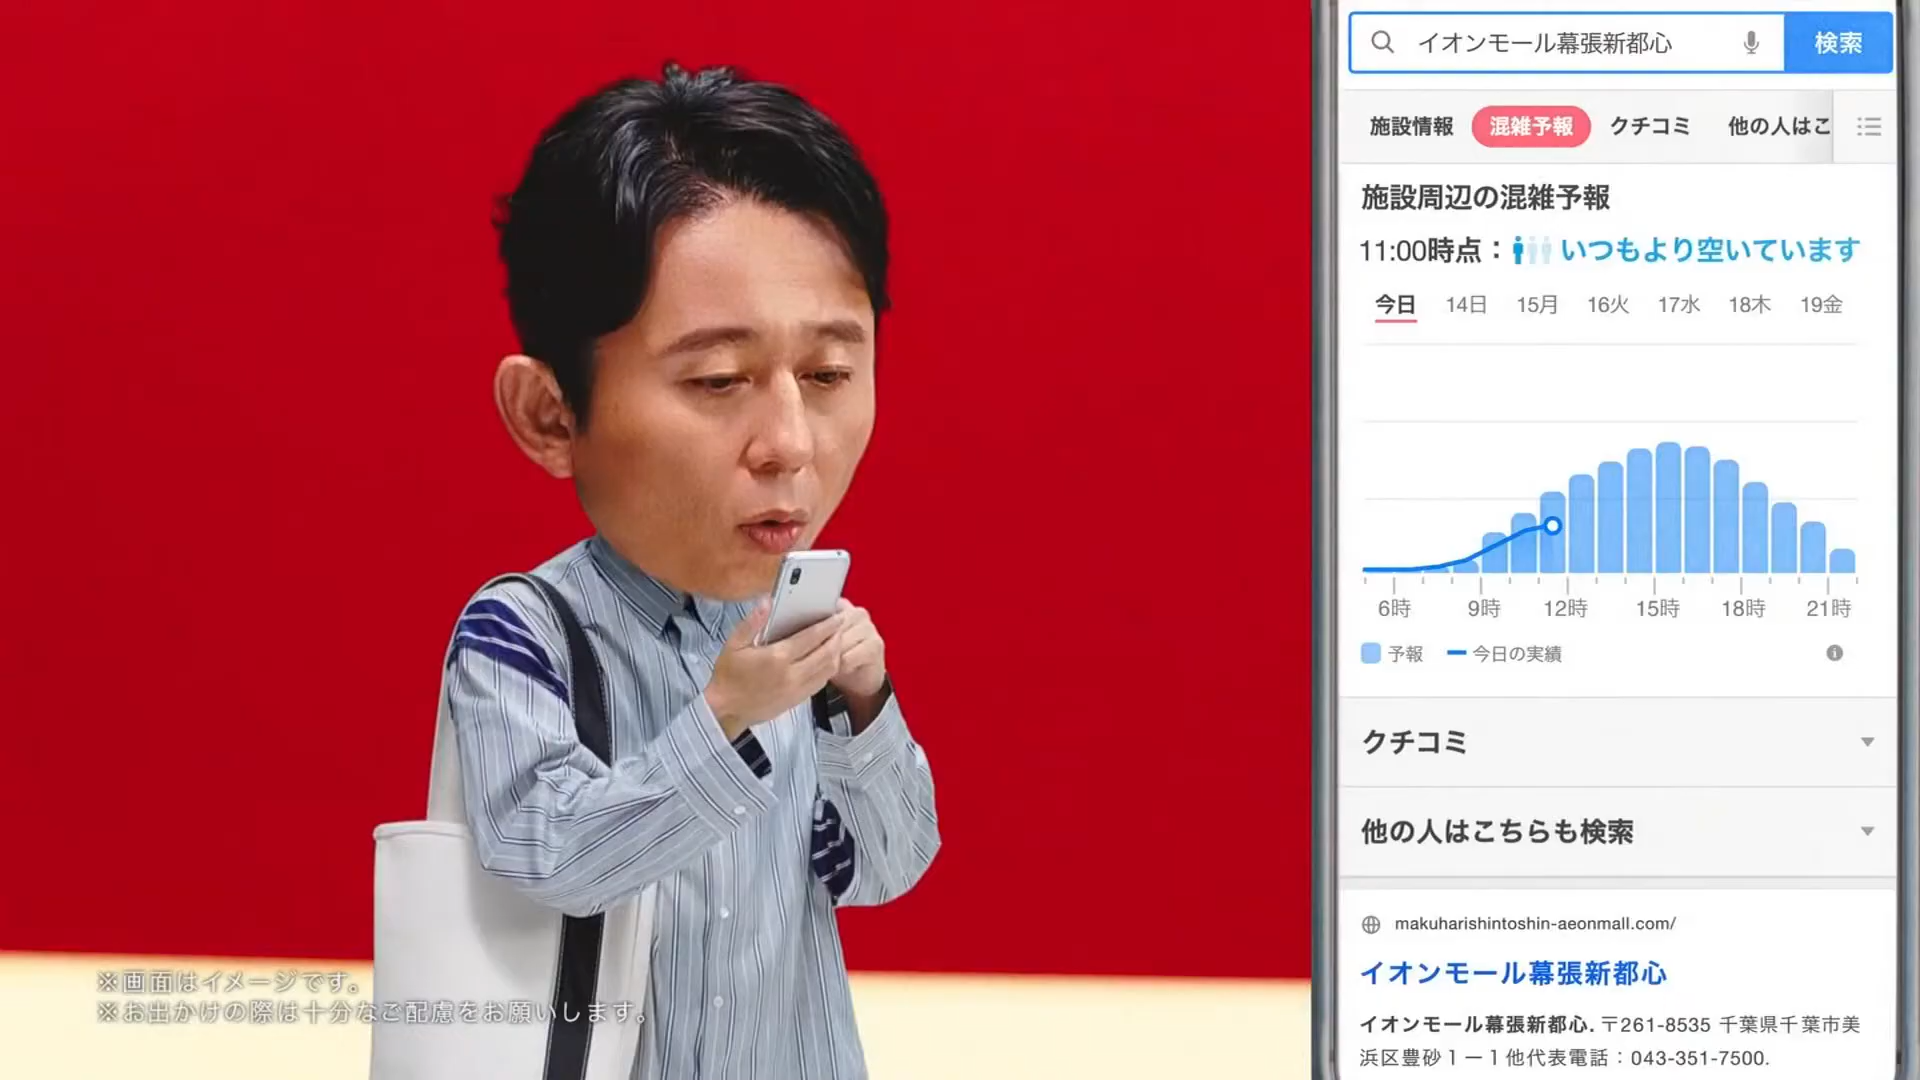 イオンモール幕張新都心
検索
施設情報 混雑予報 クチコミ 他の人はこ
施設周辺の混雑予報
11:00時点：いつもより空いています
今日 14日 15月 16火 17水 18木 19金
6時 9時 12時 15時 18時 21時
予報 今日の実績
クチコミ
他の人はこちらも検索
makuharishintoshin-aeonmall.com/
イオンモール幕張新都心
イオンモール幕張新都心. 〒261-8535 千葉県千葉市美
浜区豊砂１ー１他代表電話：043-351-7500.
※画面はイメージです。
※お出かけの際は十分なご配慮をお願いします。